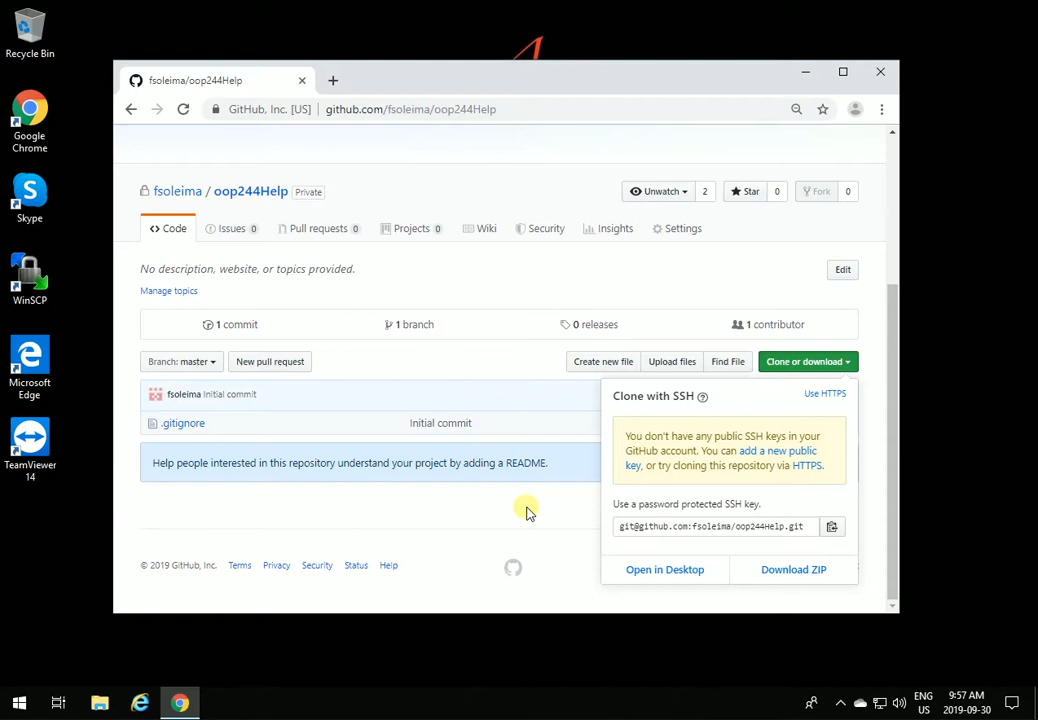 Recycle Bin
Google
Chrome
Skype
WinSCP
Microsoft
Edge
TeamViewer
14
fsoleima/oop244Help
GitHub, Inc. [US] | github.com/fsoleima/oop244Help
fsoleima / oop244Help Private
Unwatch 2 Star 0 Fork 0
<> Code Issues 0 Pull requests 0 Projects 0 Wiki Security Insights Settings
No description, website, or topics provided.
Edit
Manage topics
1 commit 1 branch 0 releases 1 contributor
Branch: master New pull request Create new file Upload files Find File Clone or download
fsoleima Initial commit
.gitignore Initial commit
Help people interested in this repository understand your project by adding a README.
Clone with SSH Use HTTPS
You don't have any public SSH keys in your
GitHub account. You can add a new public
key, or try cloning this repository via HTTPS.
Use a password protected SSH key.
git@github.com:fsoleima/oop244Help.git
Open in Desktop Download ZIP
© 2019 GitHub, Inc. Terms Privacy Security Status Help
ENG
US
9:57 AM
2019-09-30